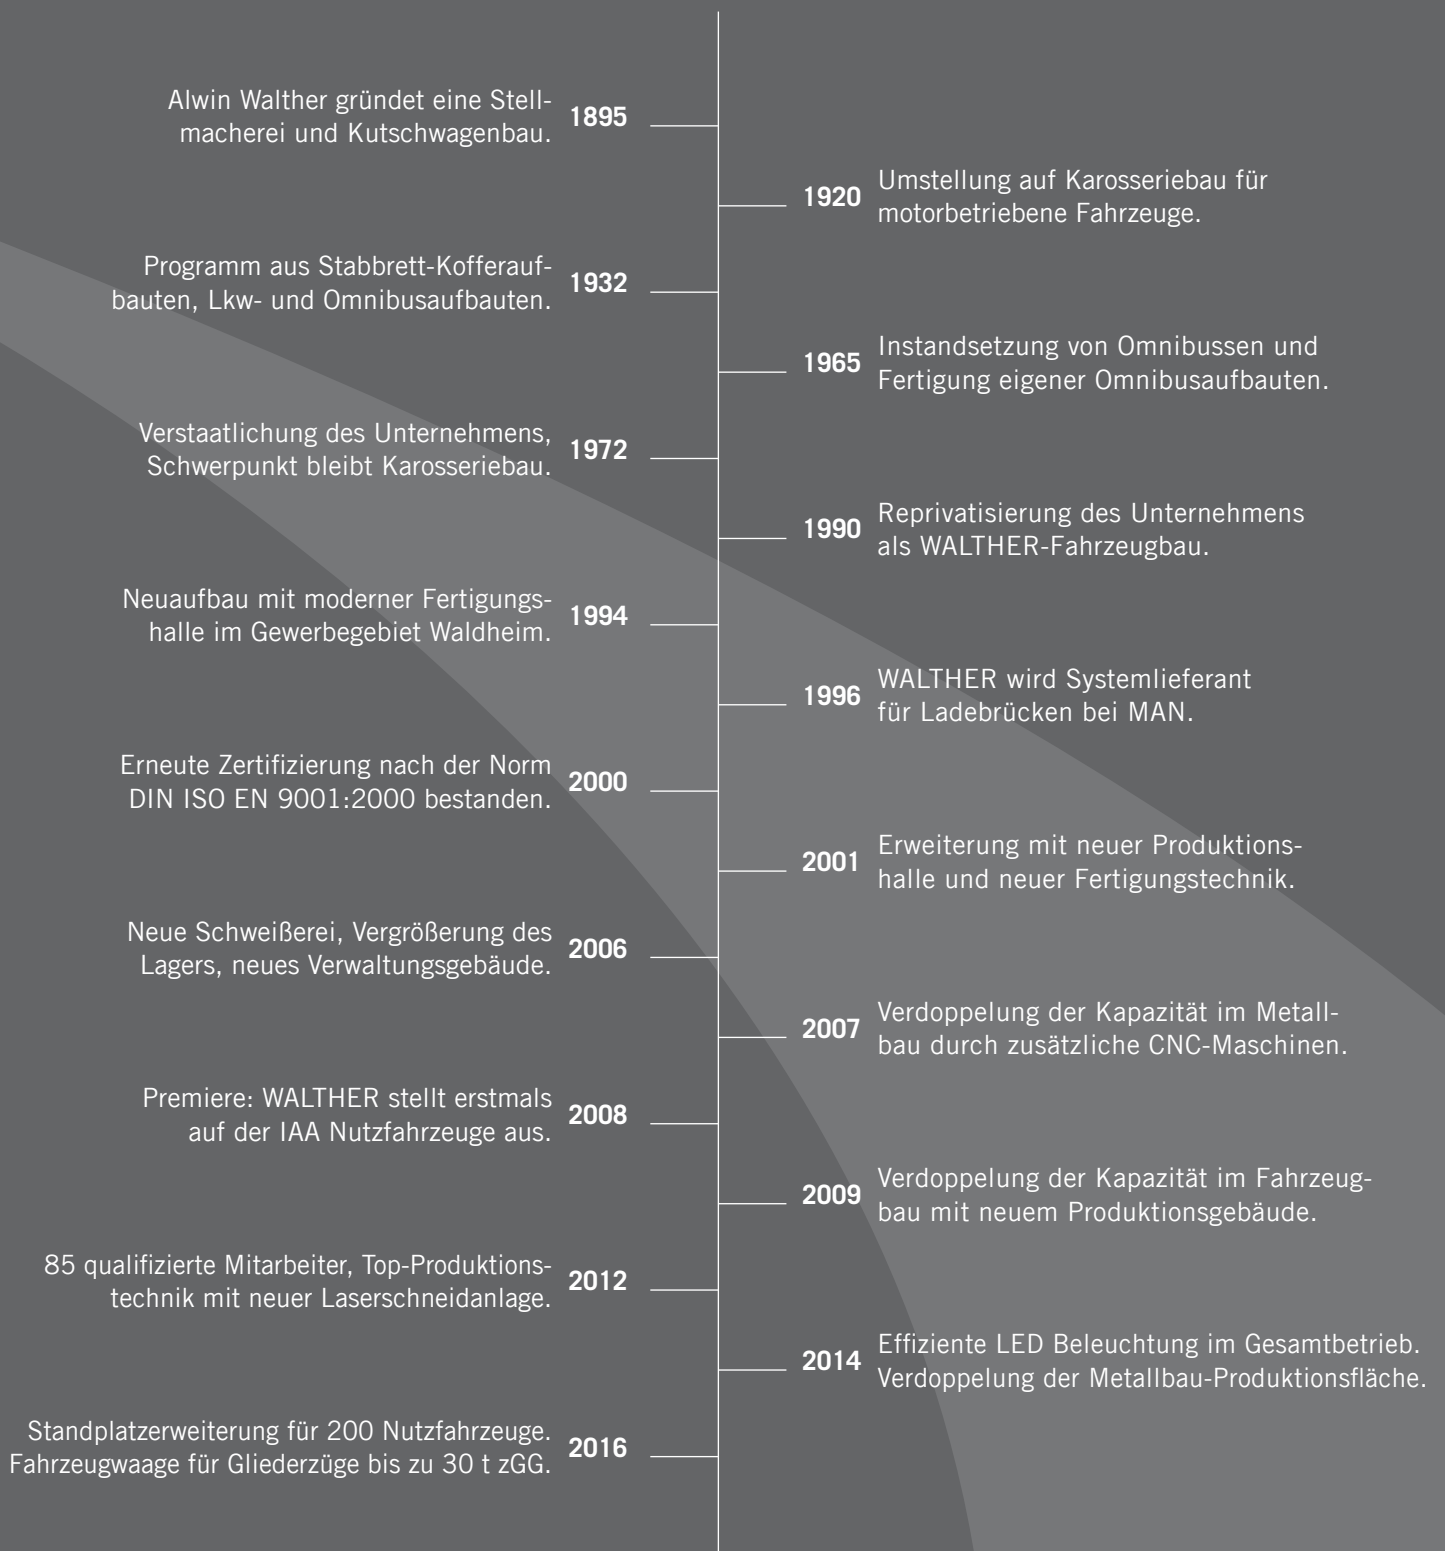 Alwin Walther gründet eine Stell-
macherei und Kutschwagenbau.
1895
1920
Umstellung auf Karosseriebau für
motorbetriebene Fahrzeuge.
Programm aus Stabbrett-Kofferauf-
bauten, Lkw- und Omnibusaufbauten.
1932
1965
Instandsetzung von Omnibussen und
Fertigung eigener Omnibusaufbauten.
Verstaatlichung des Unternehmens,
Schwerpunkt bleibt Karosseriebau.
1972
1990
Reprivatisierung des Unternehmens
als WALTHER-Fahrzeugbau.
Neuaufbau mit moderner Fertigungs-
halle im Gewerbegebiet Waldheim.
1994
1996
WALTHER wird Systemlieferant
für Ladebrücken bei MAN.
Erneute Zertifizierung nach der Norm
DIN ISO EN 9001:2000 bestanden.
2000
2001
Erweiterung mit neuer Produktions-
halle und neuer Fertigungstechnik.
Neue Schweißerei, Vergrößerung des
Lagers, neues Verwaltungsgebäude.
2006
2007
Verdoppelung der Kapazität im Metall-
bau durch zusätzliche CNC-Maschinen.
Premiere: WALTHER stellt erstmals
auf der IAA Nutzfahrzeuge aus.
2008
2009
Verdoppelung der Kapazität im Fahrzeug-
bau mit neuem Produktionsgebäude.
85 qualifizierte Mitarbeiter, Top-Produktions-
technik mit neuer Laserschneidanlage.
2012
2014
Effiziente LED Beleuchtung im Gesamtbetrieb.
Verdoppelung der Metallbau-Produktionsfläche.
Standplatzerweiterung für 200 Nutzfahrzeuge.
Fahrzeugwaage für Gliederzüge bis zu 30 t zGG.
2016